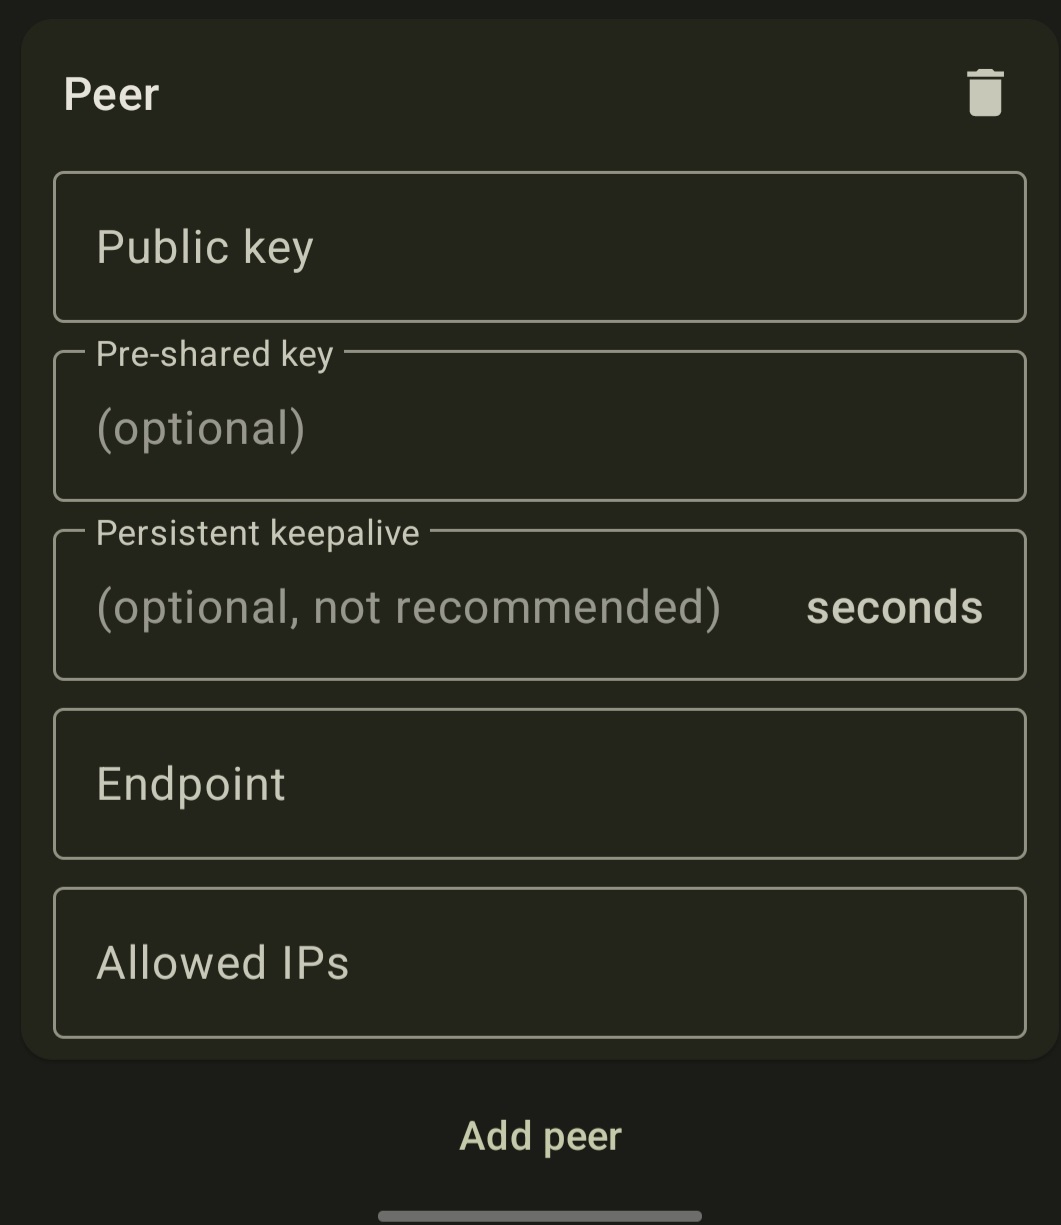 Peer
Public key
Pre-shared key
(optional)
Persistent keepalive
(optional, not recommended) seconds
Endpoint
Allowed IPs
Add peer